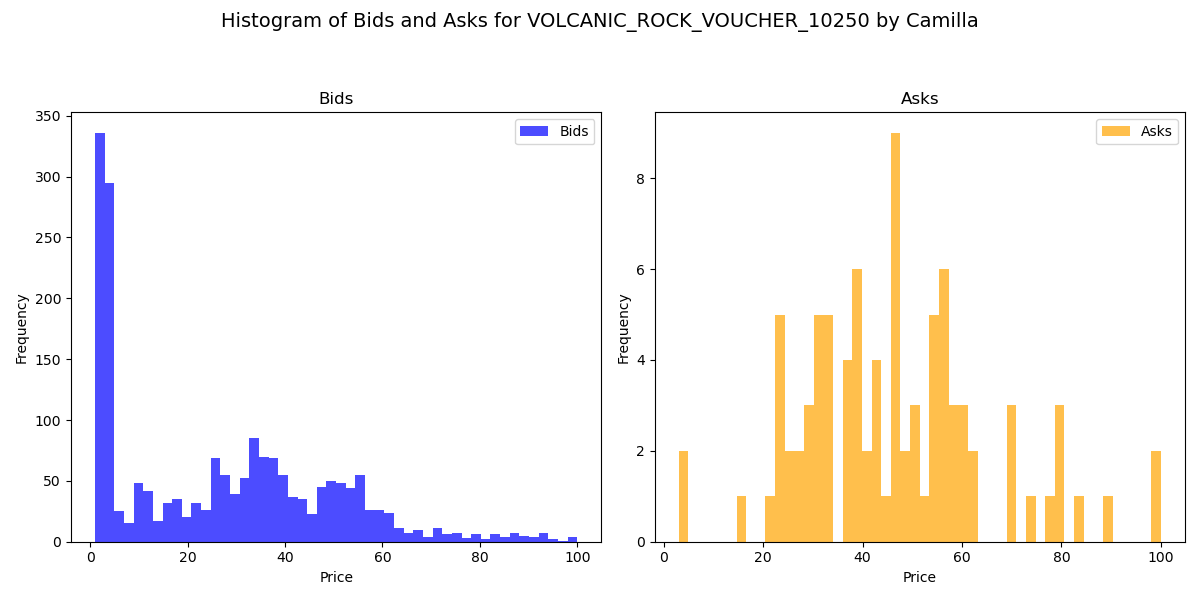 Histogram of Bids and Asks for VOLCANIC_ROCK_VOUCHER_10250 by Camilla
Bids
Bids
Frequency
350
300
250
200
150
100
50
0
0 20 40 60 80 100
Price
Asks
Asks
Frequency
8
6
4
2
0
0 20 40 60 80 100
Price